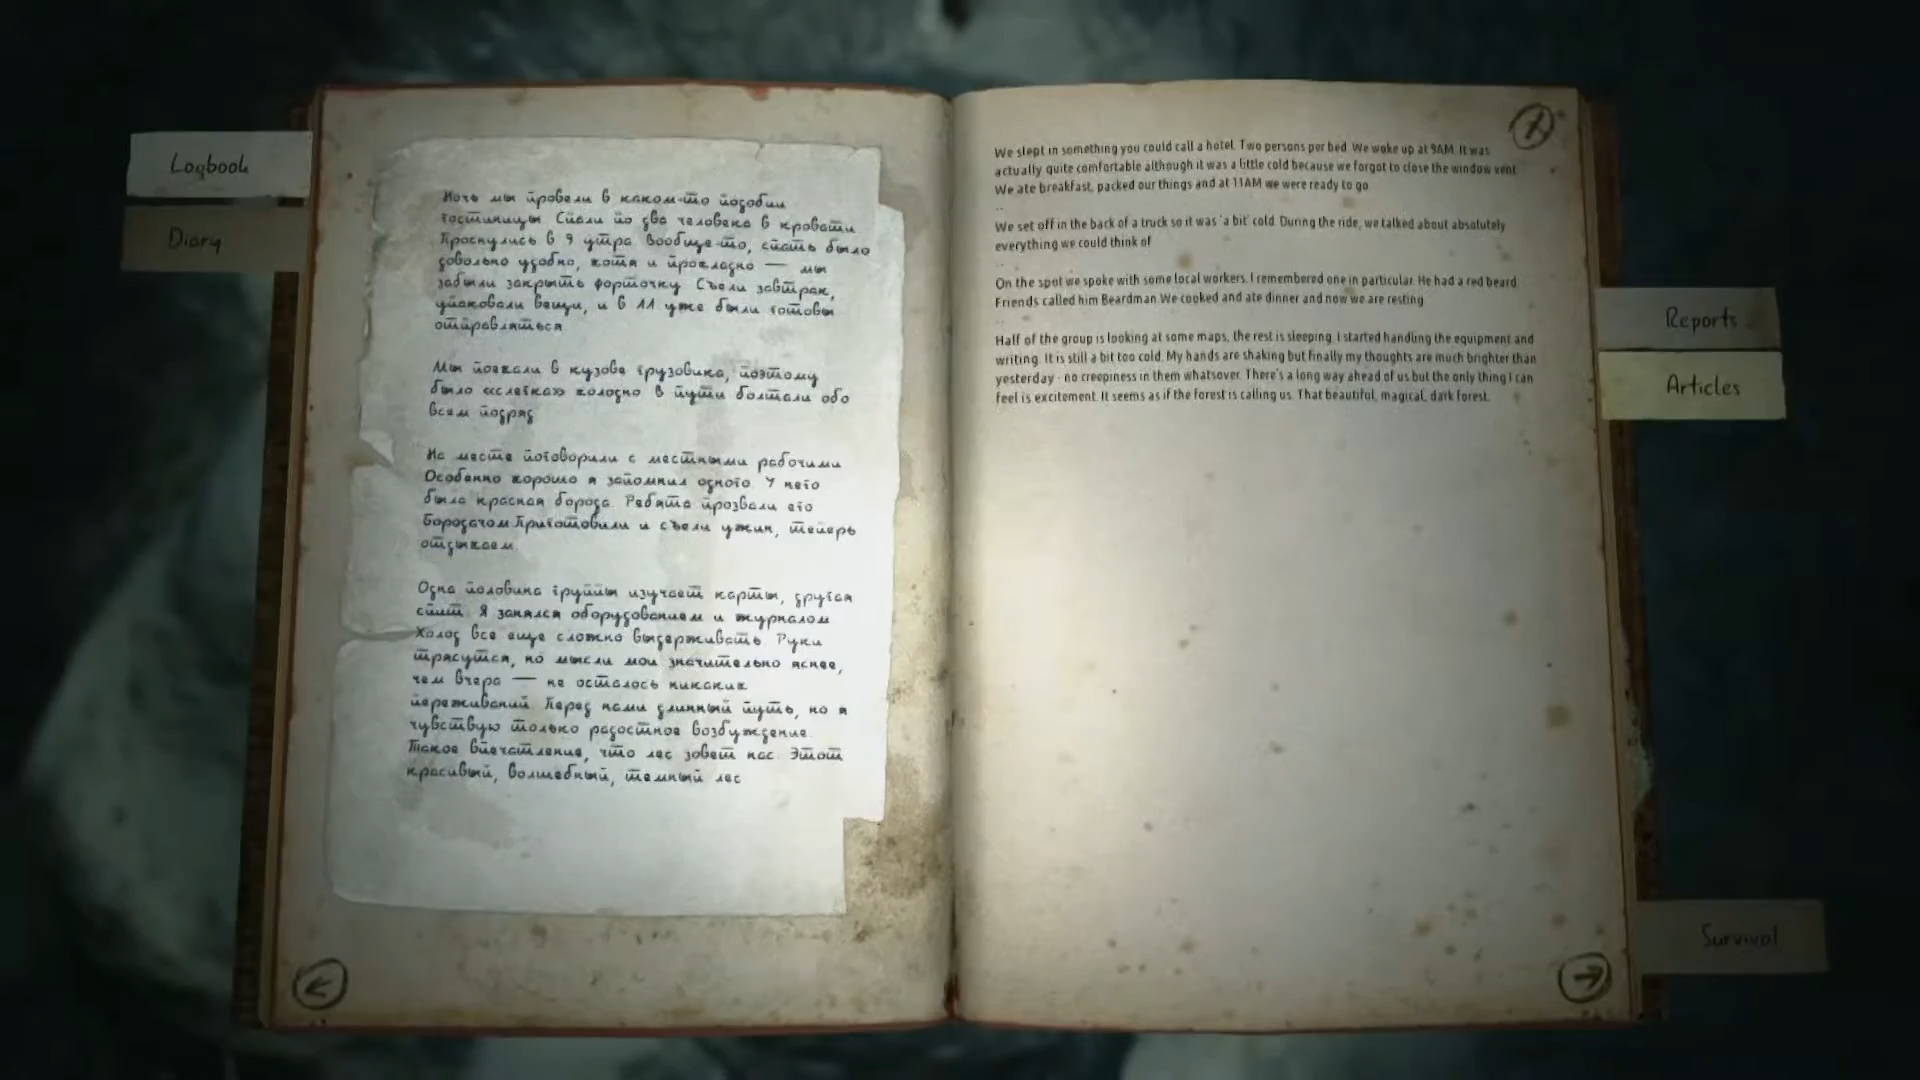 Logbook
Diary
Ночь мы провели в каком-то подобии
гостиницы Спали по два человека в кровати
Проснулись в 9 утра Вообще-то, спать было
довольно удобно, хотя и прохладно — мы
забыли закрыть форточку Съели завтрак,
упаковали вещи, и в 11 уже были готовы
отправляться
Мы поехали в кузове грузовика, поэтому
было «слегка» холодно В пути болтали обо
всем подряд
На месте поговорили с местными рабочими
Особенно хорошо я запомнил одного У него
была красная борода. Ребята прозвали его
Бородачом.Приготовили и съели ужин, теперь
отдыхаем.
Одна половина группы изучает карты, другая
спит. Я занялся оборудованием и журналом
Холод все еще сложно выдерживать. Руки
трясутся, но мысли мои значительно яснее,
чем вчера — не осталось никаких
переживаний. Перед нами длинный путь, но я
чувствую только радостное возбуждение.
Такое впечатление, что лес зовет нас. Этот
красивый, волшебный, темный лес
We slept in something you could call a hotel. Two persons per bed. We woke up at 9AM. It was
actually quite comfortable although it was a little cold because we forgot to close the window vent.
We ate breakfast, packed our things and at 11AM we were ready to go.
..
We set off in the back of a truck so it was 'a bit' cold. During the ride, we talked about absolutely
everything we could think of
..
On the spot we spoke with some local workers. I remembered one in particular. He had a red beard.
Friends called him Beardman.We cooked and ate dinner and now we are resting.
..
Half of the group is looking at some maps, the rest is sleeping. I started handling the equipment and
writing. It is still a bit too cold. My hands are shaking but finally my thoughts are much brighter than
yesterday - no creepiness in them whatsover. There's a long way ahead of us but the only thing I can
feel is excitement. It seems as if the forest is calling us. That beautiful, magical, dark forest.
Reports
Articles
Survival